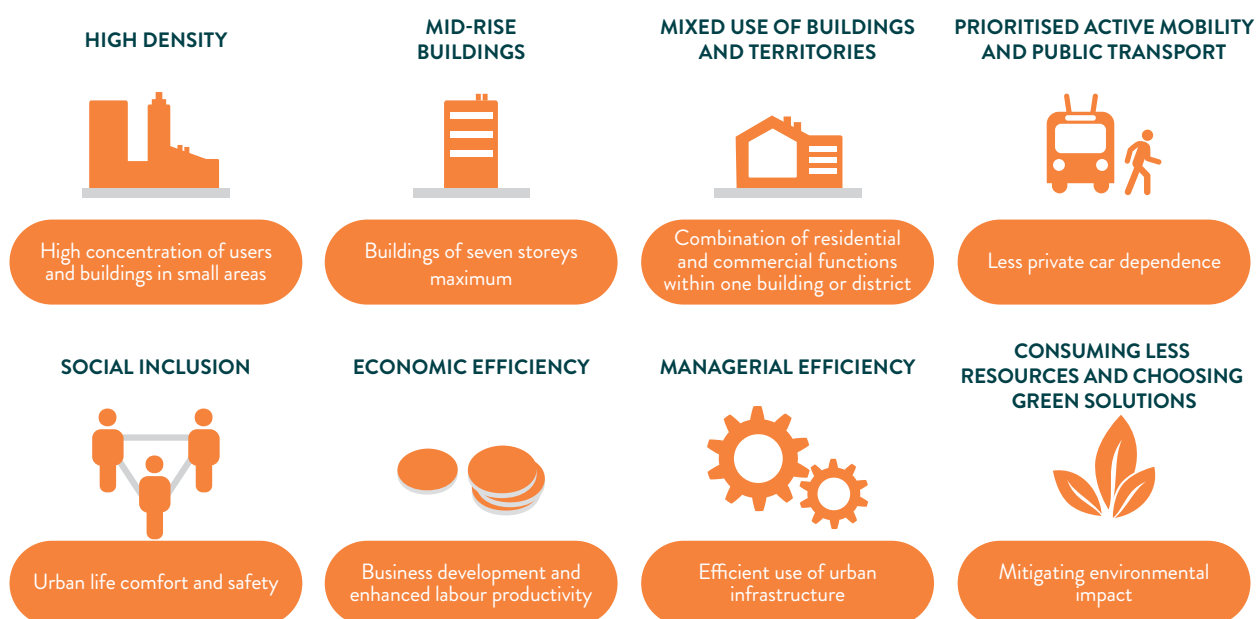 HIGH DENSITY
High concentration of users
and buildings in small areas
MID-RISE
BUILDINGS
Buildings of seven storeys
maximum
MIXED USE OF BUILDINGS
AND TERRITORIES
Combination of residential
and commercial functions
within one building or district
PRIORITISED ACTIVE MOBILITY
AND PUBLIC TRANSPORT
Less private car dependence
SOCIAL INCLUSION
Urban life comfort and safety
ECONOMIC EFFICIENCY
Business development and
enhanced labour productivity
MANAGERIAL EFFICIENCY
Efficient use of urban
infrastructure
CONSUMING LESS
RESOURCES AND CHOOSING
GREEN SOLUTIONS
Mitigating environmental
impact